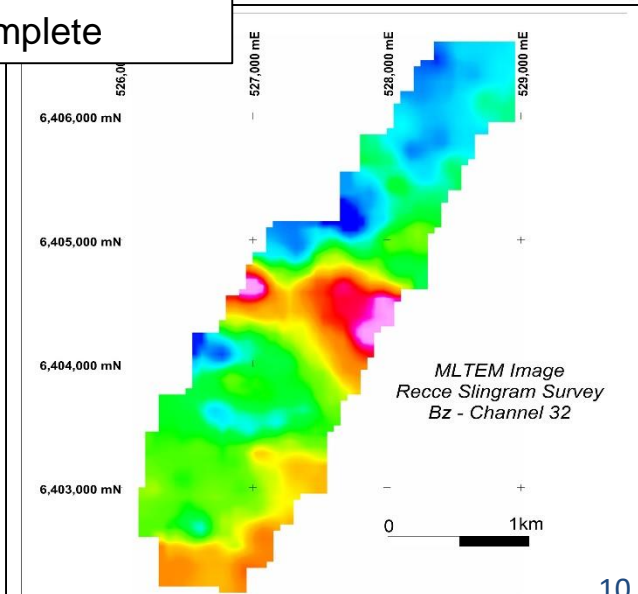 527,000 mE
528,000 mE
529,000 mE
6,406,000 mN
6,405,000 mN
6,404,000 mN
6,403,000 mN
MLTEM Image
Recce Slingram Survey
Bz - Channel 32
0 1km
10